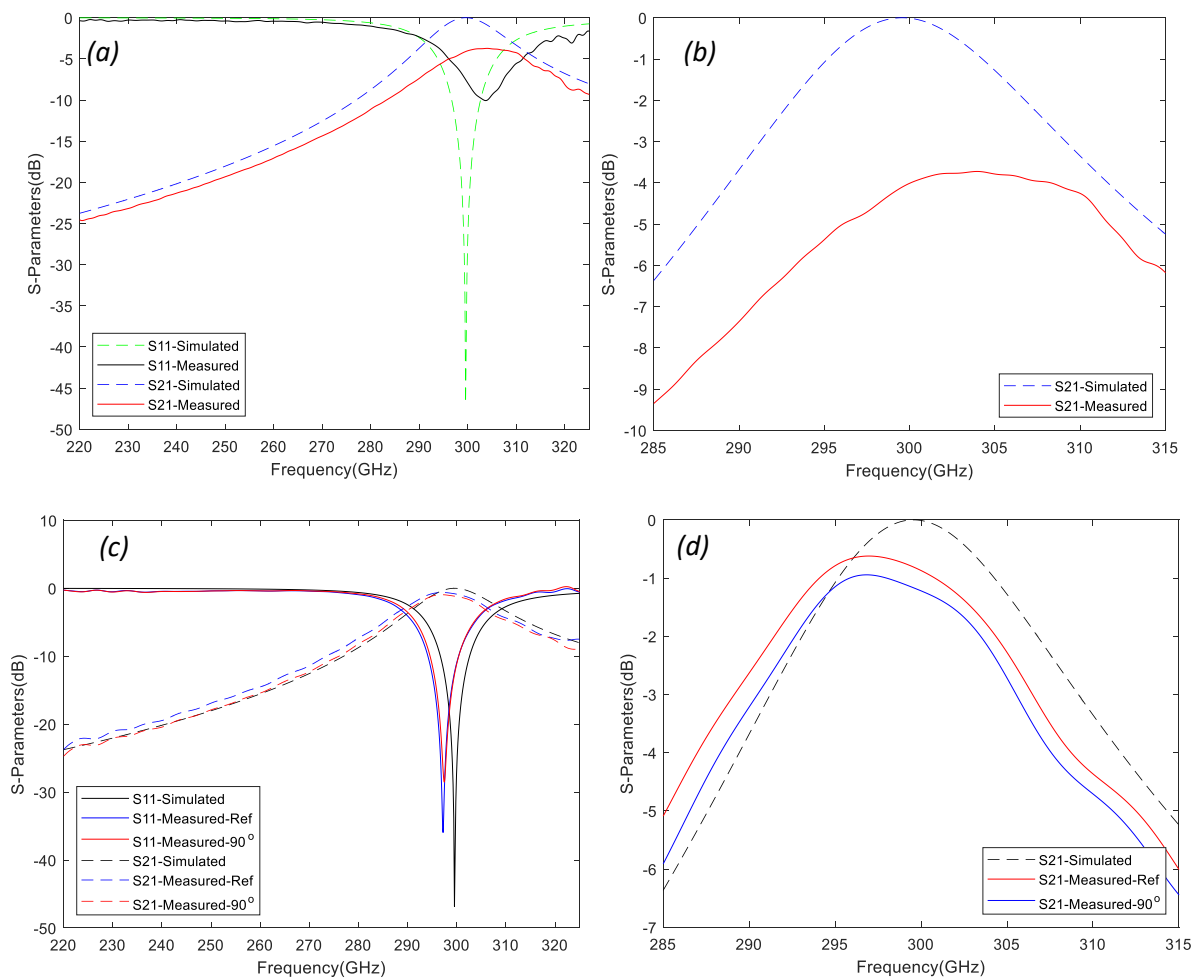 (a)
0
-5
-10
-15
-20
-25
-30
-35
-40
-45
-50
S-Parameters(dB)
S11-Simulated
S11-Measured
S21-Simulated
S21-Measured
220 230 240 250 260 270 280 290 300 310 320
Frequency(GHz)
(b)
0
-1
-2
-3
-4
-5
-6
-7
-8
-9
-10
S-Parameters(dB)
S21-Simulated
S21-Measured
285 290 295 300 305 310 315
Frequency(GHz)
(c)
10
0
-10
-20
-30
-40
-50
S-Parameters(dB)
S11-Simulated
S11-Measured-Ref
S11-Measured-90°
S21-Simulated
S21-Measured-Ref
S21-Measured-90°
220 230 240 250 260 270 280 290 300 310 320
Frequency(GHz)
(d)
0
-1
-2
-3
-4
-5
-6
-7
S-Parameters(dB)
S21-Simulated
S21-Measured-Ref
S21-Measured-90°
285 290 295 300 305 310 315
Frequency(GHz)